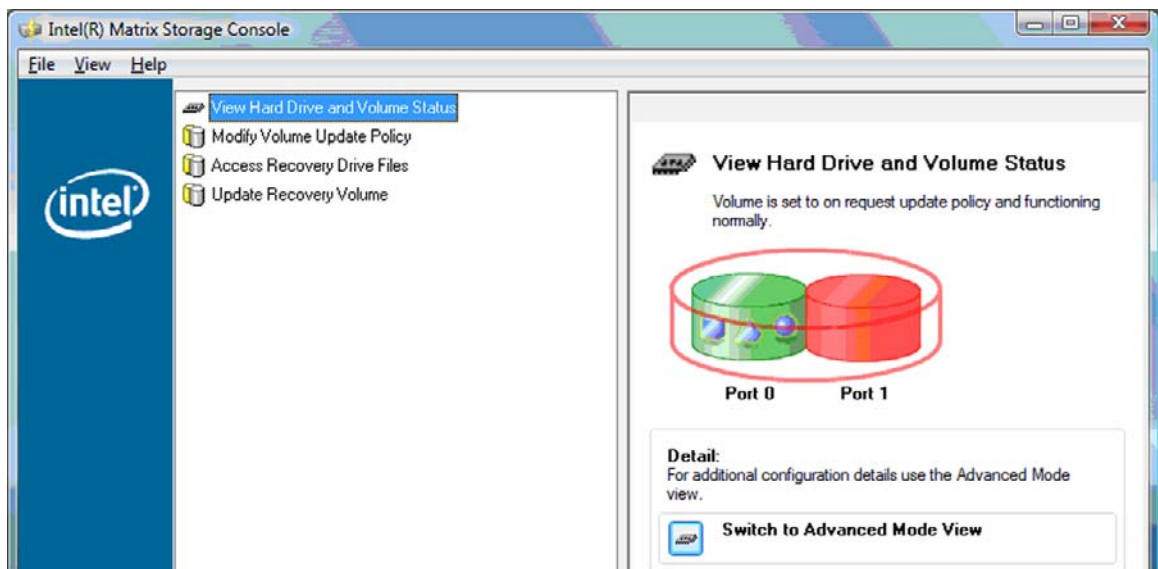 Intel(R) Matrix Storage Console
File View Help
intel
View Hard Drive and Volume Status
Modify Volume Update Policy
Access Recovery Drive Files
Update Recovery Volume
View Hard Drive and Volume Status
Volume is set to on request update policy and functioning
normally.
Port 0 Port 1
Detail:
For additional configuration details use the Advanced Mode
view.
Switch to Advanced Mode View